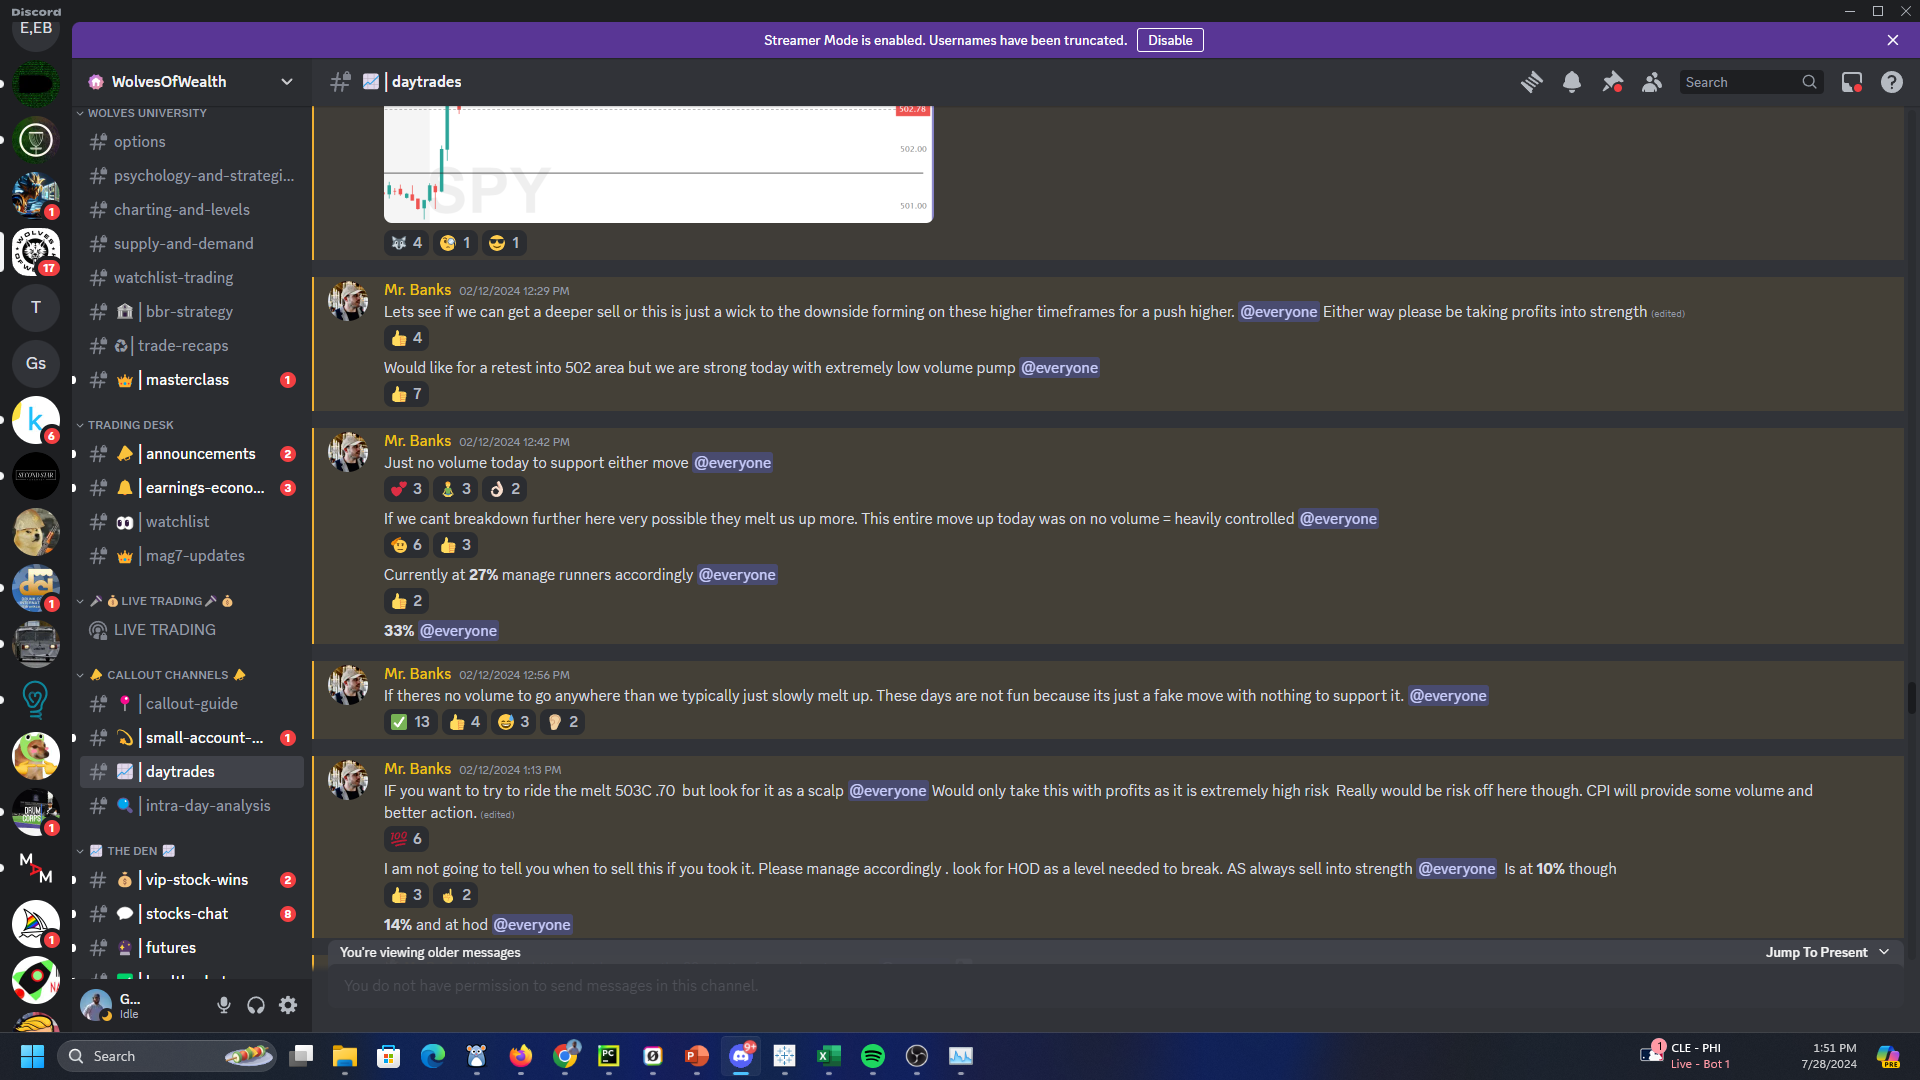 Discord
E,EB
Streamer Mode is enabled. Usernames have been truncated.
Disable
1
WOLVES
17
T
Gs
k
6
SECOND STAR
dci
1
DRUM CORPS
1
M A M
1
WolvesOfWealth
WOLVES UNIVERSITY
options
psychology-and-strategi...
charting-and-levels
supply-and-demand
watchlist-trading
| bbr-strategy
| trade-recaps
| masterclass
1
TRADING DESK
| announcements
2
| earnings-econo...
3
| watchlist
| mag7-updates
LIVE TRADING
LIVE TRADING
CALLOUT CHANNELS
| callout-guide
| small-account-...
1
| daytrades
| intra-day-analysis
THE DEN
| vip-stock-wins
2
| stocks-chat
8
| futures
G...
Idle
| daytrades
Search
502.78
502.00
SPY
501.00
4
1
1
Mr. Banks 02/12/2024 12:29 PM
Lets see if we can get a deeper sell or this is just a wick to the downside forming on these higher timeframes for a push higher. @everyone Either way please be taking profits into strength (edited)
4
Would like for a retest into 502 area but we are strong today with extremely low volume pump @everyone
7
Mr. Banks 02/12/2024 12:42 PM
Just no volume today to support either move @everyone
3
3
2
If we cant breakdown further here very possible they melt us up more. This entire move up today was on no volume = heavily controlled @everyone
6
3
Currently at 27% manage runners accordingly @everyone
2
33% @everyone
Mr. Banks 02/12/2024 12:56 PM
If theres no volume to go anywhere than we typically just slowly melt up. These days are not fun because its just a fake move with nothing to support it. @everyone
13
4
3
2
Mr. Banks 02/12/2024 1:13 PM
IF you want to try to ride the melt 503C .70 but look for it as a scalp @everyone Would only take this with profits as it is extremely high risk Really would be risk off here though. CPI will provide some volume and
better action. (edited)
100 6
I am not going to tell you when to sell this if you took it. Please manage accordingly . look for HOD as a level needed to break. AS always sell into strength @everyone Is at 10% though
3
2
14% and at hod @everyone
You're viewing older messages
Jump To Present
You do not have permission to send messages in this channel.
Search
PC
P
9+
X
1
CLE - PHI
Live - Bot 1
1:51 PM
7/28/2024
PRE